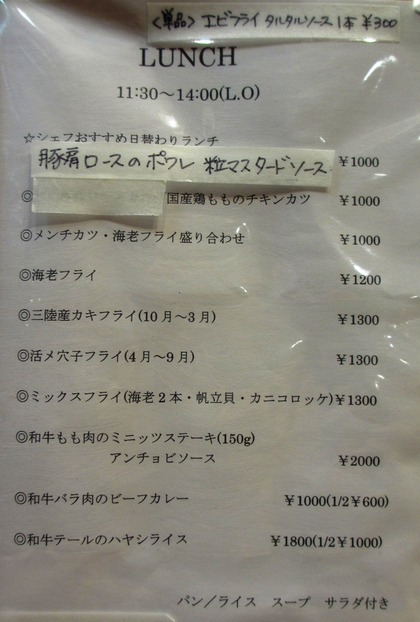 〈単品〉エビフライ タルタルソース1本 ¥300
LUNCH
11:30〜14:00(L.O)
☆シェフおすすめ日替わりランチ
豚肩ロースのポワレ 粒マスタードソース ¥1000
◎ 国産鶏もものチキンカツ ¥1000
◎メンチカツ・海老フライ盛り合わせ ¥1000
◎海老フライ ¥1200
◎三陸産カキフライ(10月〜3月) ¥1300
◎活〆穴子フライ(4月〜9月) ¥1300
◎ミックスフライ(海老2本・帆立貝・カニコロッケ)¥1300
◎和牛もも肉のミニッツステーキ(150g)
アンチョビソース ¥2000
◎和牛バラ肉のビーフカレー ¥1000(1/2¥600)
◎和牛テールのハヤシライス ¥1800(1/2¥1000)
パン/ライス スープ サラダ付き